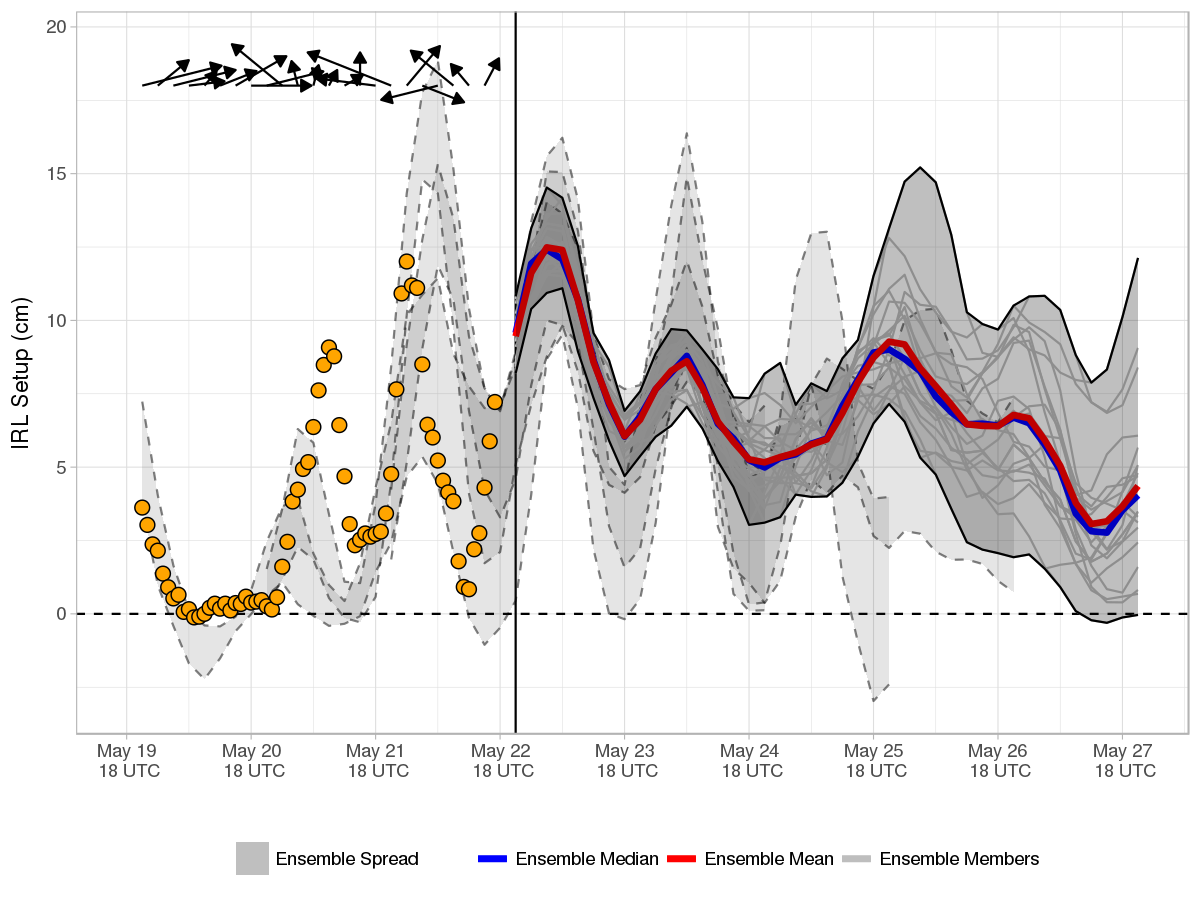 20
15
10
5
0
IRL Setup (cm)
May 19 May 20 May 21 May 22 May 23 May 24 May 25 May 26 May 27
18 UTC 18 UTC 18 UTC 18 UTC 18 UTC 18 UTC 18 UTC 18 UTC 18 UTC
Ensemble Spread Ensemble Median Ensemble Mean Ensemble Members